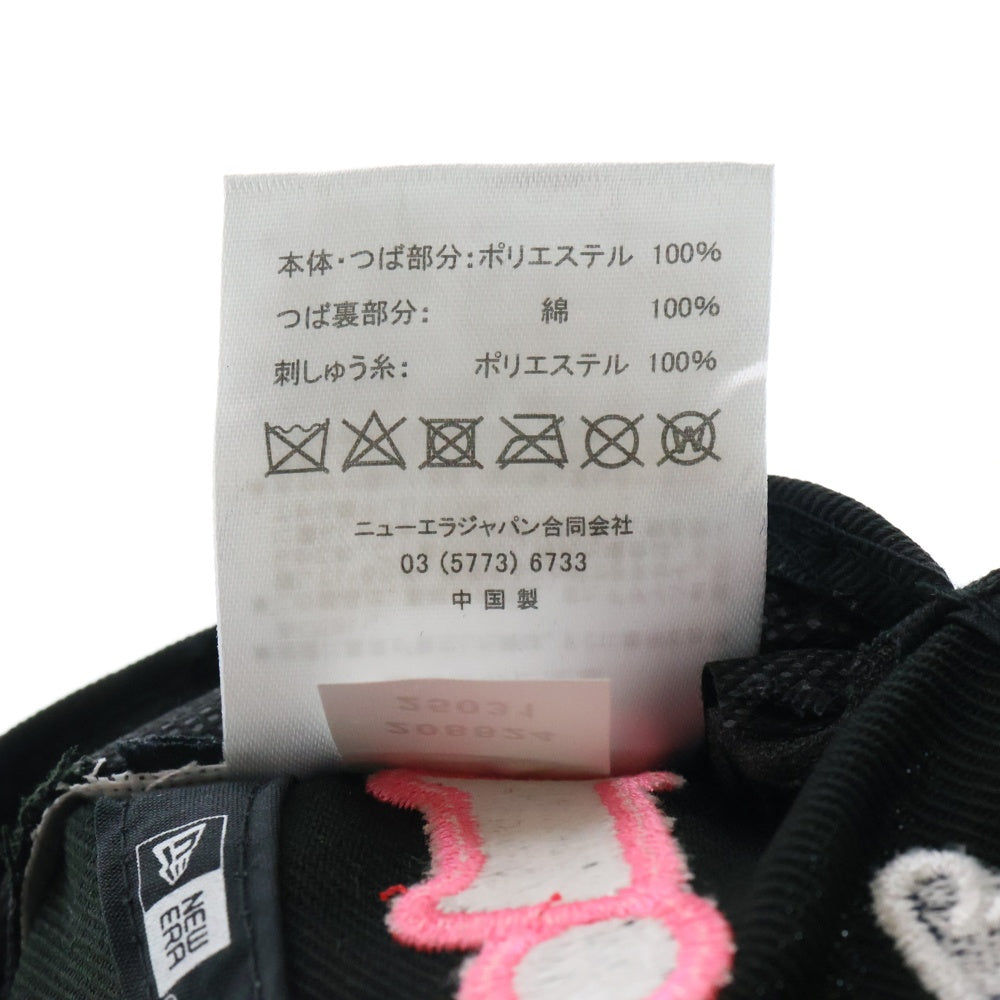 本体・つば部分:ポリエステル 100%
つば裏部分: 綿 100%
刺しゅう糸: ポリエステル 100%
W
ニューエラジャパン合同会社
03 (5773) 6733
中国製
25031
208824
NEW
ERA